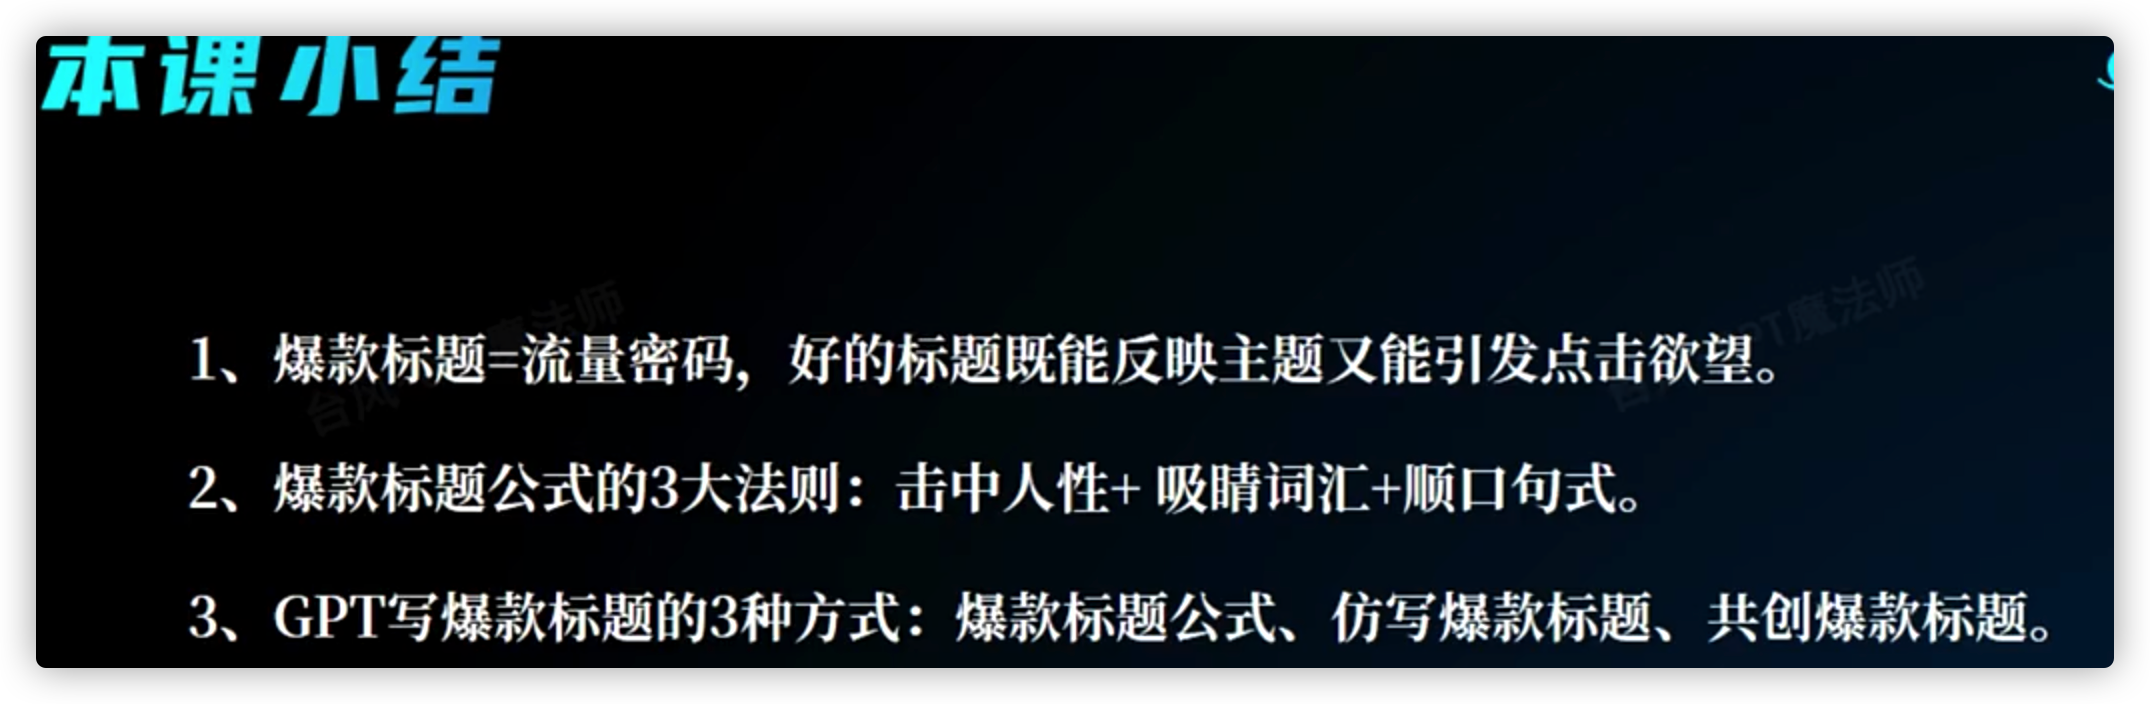 本课小结
1、爆款标题=流量密码，好的标题既能反映主题又能引发点击欲望。
2、爆款标题公式的3大法则：击中人性+ 吸睛词汇+顺口句式。
3、GPT写爆款标题的3种方式：爆款标题公式、仿写爆款标题、共创爆款标题。